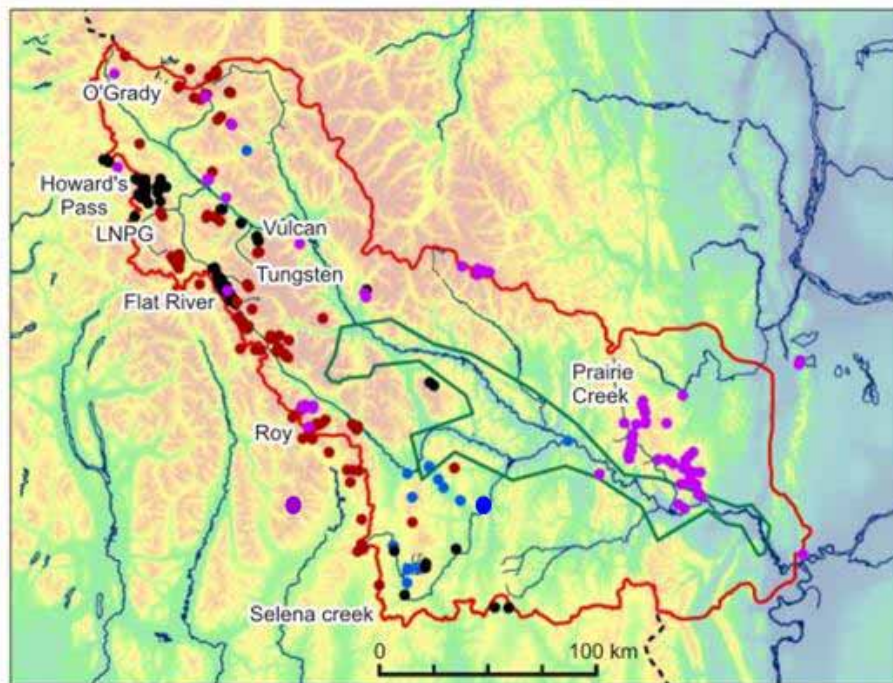 O'Grady
Howard's
Pass
LNPG
Vulcan
Tungsten
Flat River
Prairie
Creek
Roy
Selena creek
0 100 km